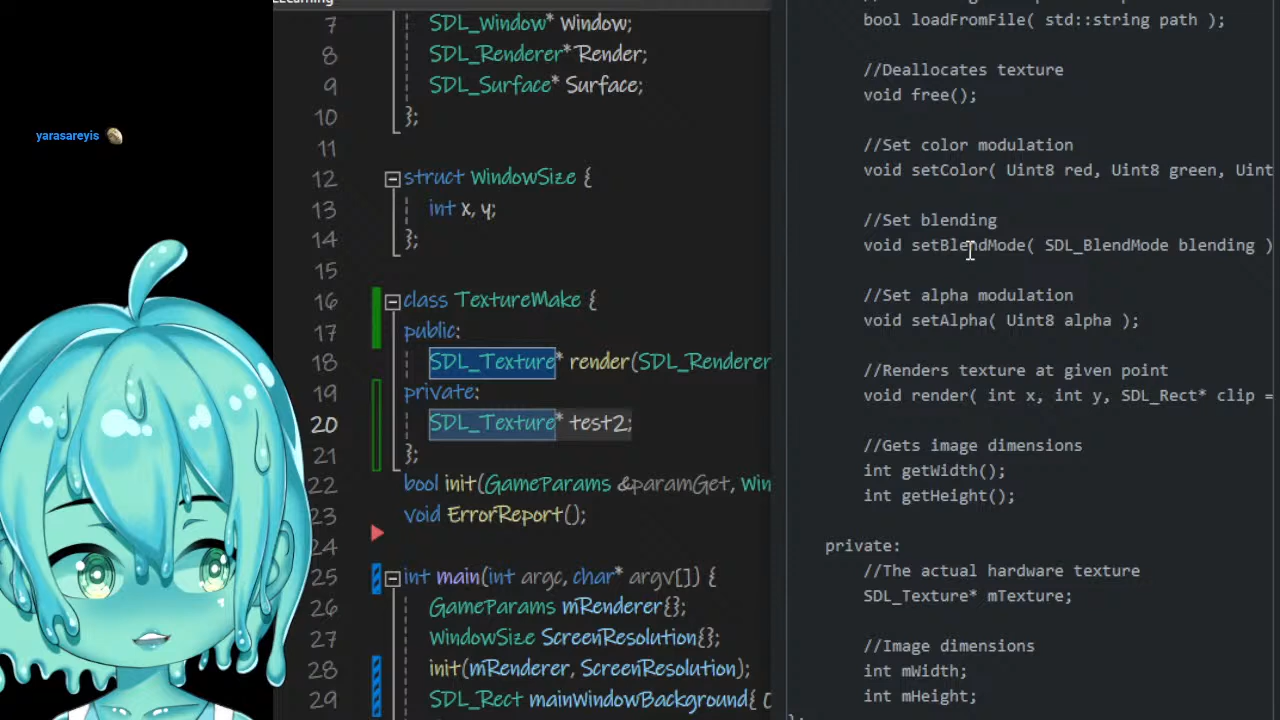 yarasareyis
7 SDL_Window* Window;
8 SDL_Renderer* Render;
9 SDL_Surface* Surface;
10 };
11
12 struct WindowSize {
13 int x, y;
14 };
15
16 class TextureMake {
17 public:
18 SDL_Texture* render(SDL_Renderer
19 private:
20 SDL_Texture* test2;
21 };
22 bool init(GameParams &paramGet, Win
23 void ErrorReport();
24
25 int main(int argc, char* argv[]) {
26 GameParams mRenderer{};
27 WindowSize ScreenResolution{};
28 init(mRenderer, ScreenResolution);
29 SDL_Rect mainWindowBackground{
bool loadFromFile( std::string path );
//Deallocates texture
void free();
//Set color modulation
void setColor( Uint8 red, Uint8 green, Uint
//Set blending
void setBlendMode( SDL_BlendMode blending )
//Set alpha modulation
void setAlpha( Uint8 alpha );
//Renders texture at given point
void render( int x, int y, SDL_Rect* clip =
//Gets image dimensions
int getWidth();
int getHeight();
private:
//The actual hardware texture
SDL_Texture* mTexture;
//Image dimensions
int mWidth;
int mHeight;